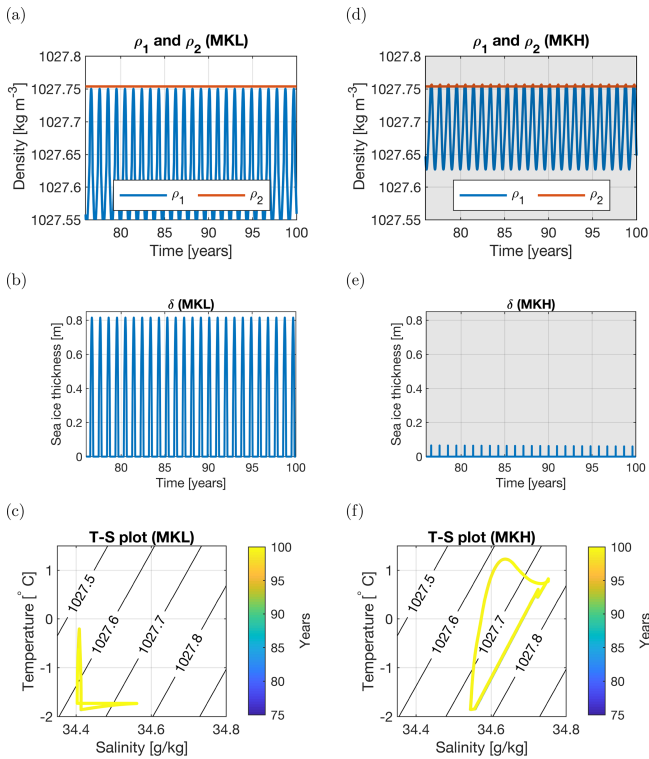 (a)
ρ1 and ρ2 (MKL)
Density [kg m-3]
1027.8
1027.75
1027.7
1027.65
1027.6
1027.55
ρ1 ρ2
80 85 90 95 100
Time [years]
(d)
ρ1 and ρ2 (MKH)
Density [kg m-3]
1027.8
1027.75
1027.7
1027.65
1027.6
1027.55
ρ1 ρ2
80 85 90 95 100
Time [years]
(b)
δ (MKL)
Sea ice thickness [m]
0.8
0.6
0.4
0.2
0
80 85 90 95 100
Time [years]
(e)
δ (MKH)
Sea ice thickness [m]
0.8
0.6
0.4
0.2
0
80 85 90 95 100
Time [years]
(c)
T-S plot (MKL)
Temperature [° C]
1
0
-1
-2
1027.5
1027.6
1027.7
1027.8
34.4 34.6 34.8
Salinity [g/kg]
100
95
90
85
80
75
Years
(f)
T-S plot (MKH)
Temperature [° C]
1
0
-1
-2
1027.5
1027.6
1027.7
1027.8
34.4 34.6 34.8
Salinity [g/kg]
100
95
90
85
80
75
Years